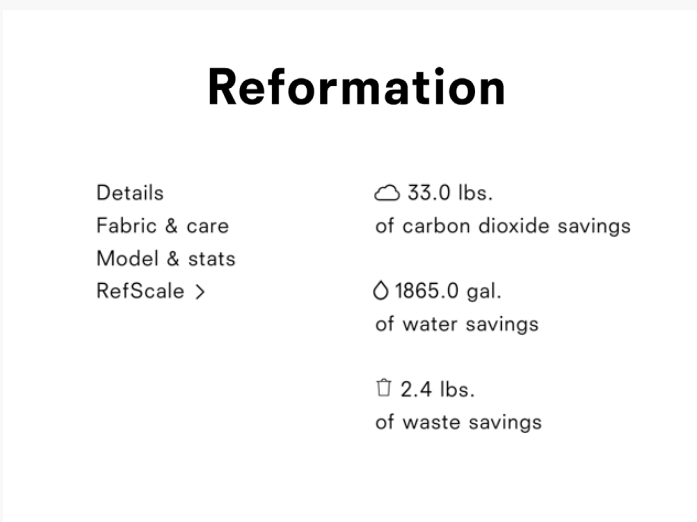 Reformation
Details
Fabric & care
Model & stats
RefScale >
33.0 lbs.
of carbon dioxide savings
1865.0 gal.
of water savings
2.4 lbs.
of waste savings